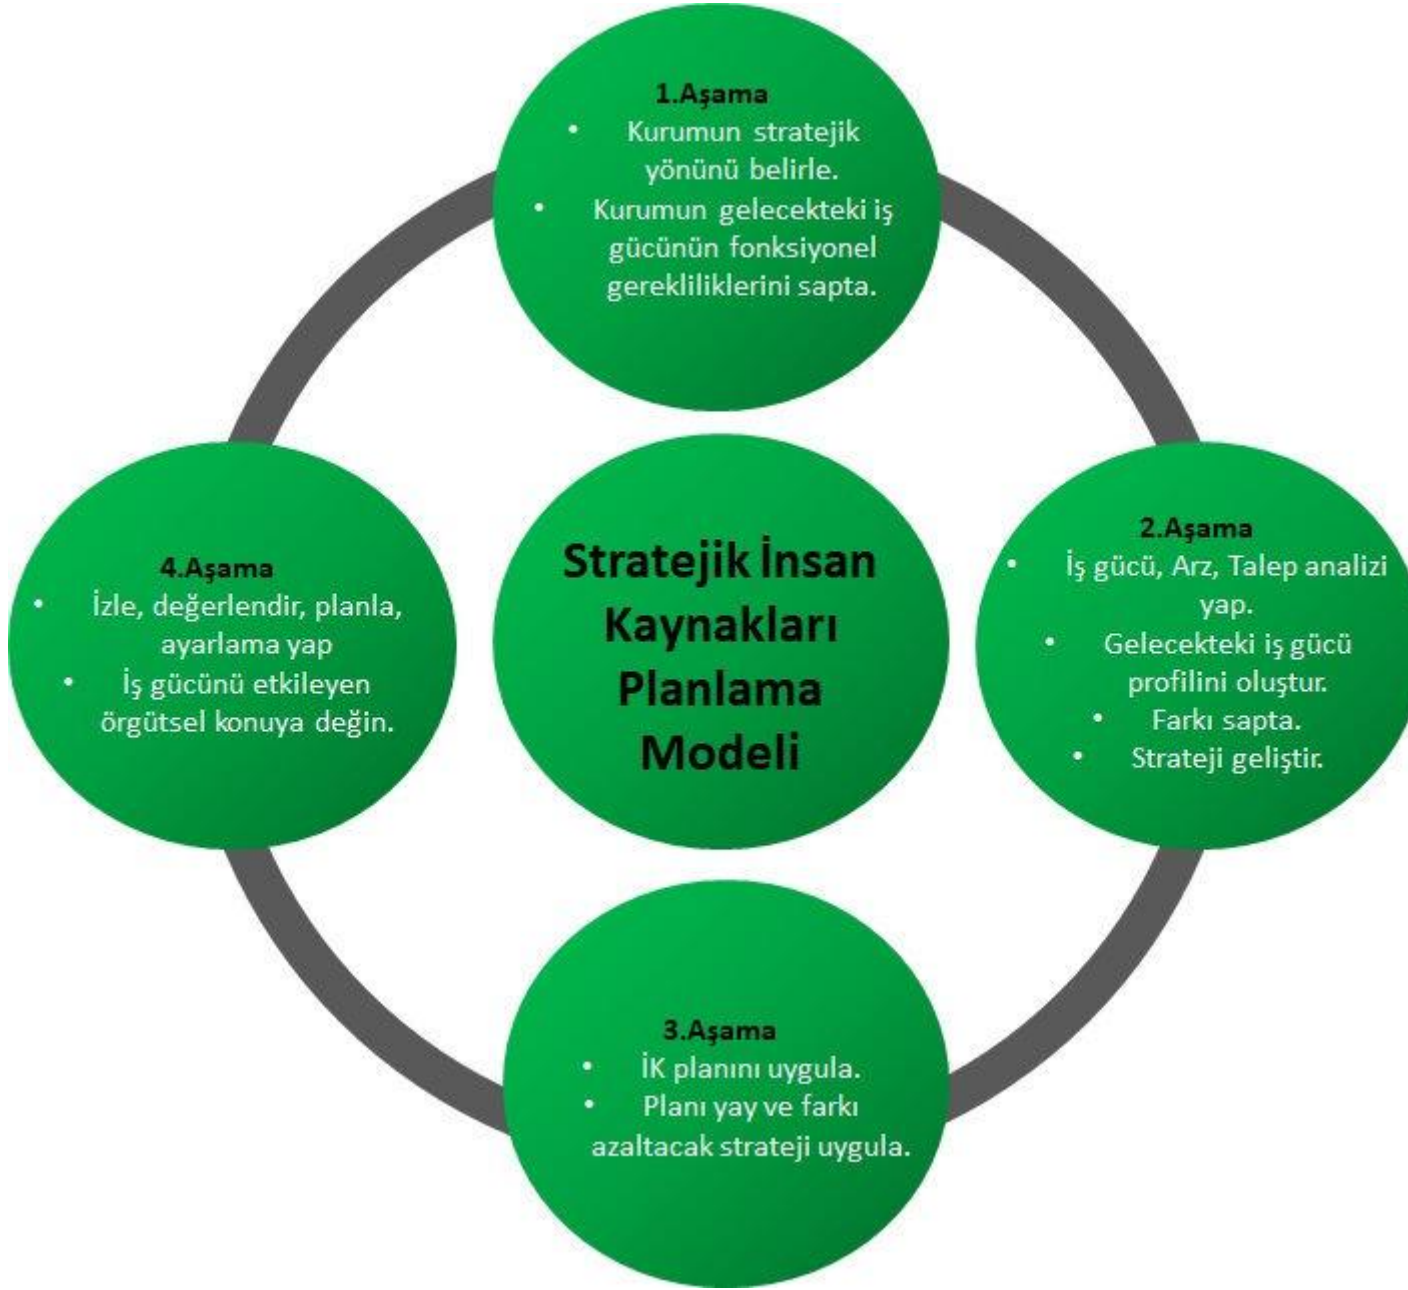 1.Aşama
• Kurumun stratejik
yönünü belirle.
• Kurumun gelecekteki iş
gücünün fonksiyonel
gerekliliklerini sapta.
2.Aşama
• İş gücü, Arz, Talep analizi
yap.
• Gelecekteki iş gücü
profilini oluştur.
• Farkı sapta.
• Strateji geliştir.
3.Aşama
• İK planını uygula.
• Planı yay ve farkı
azaltacak strateji uygula.
4.Aşama
• İzle, değerlendir, planla,
ayarlama yap
• İş gücünü etkileyen
örgütsel konuya değin.
Stratejik İnsan
Kaynakları
Planlama
Modeli